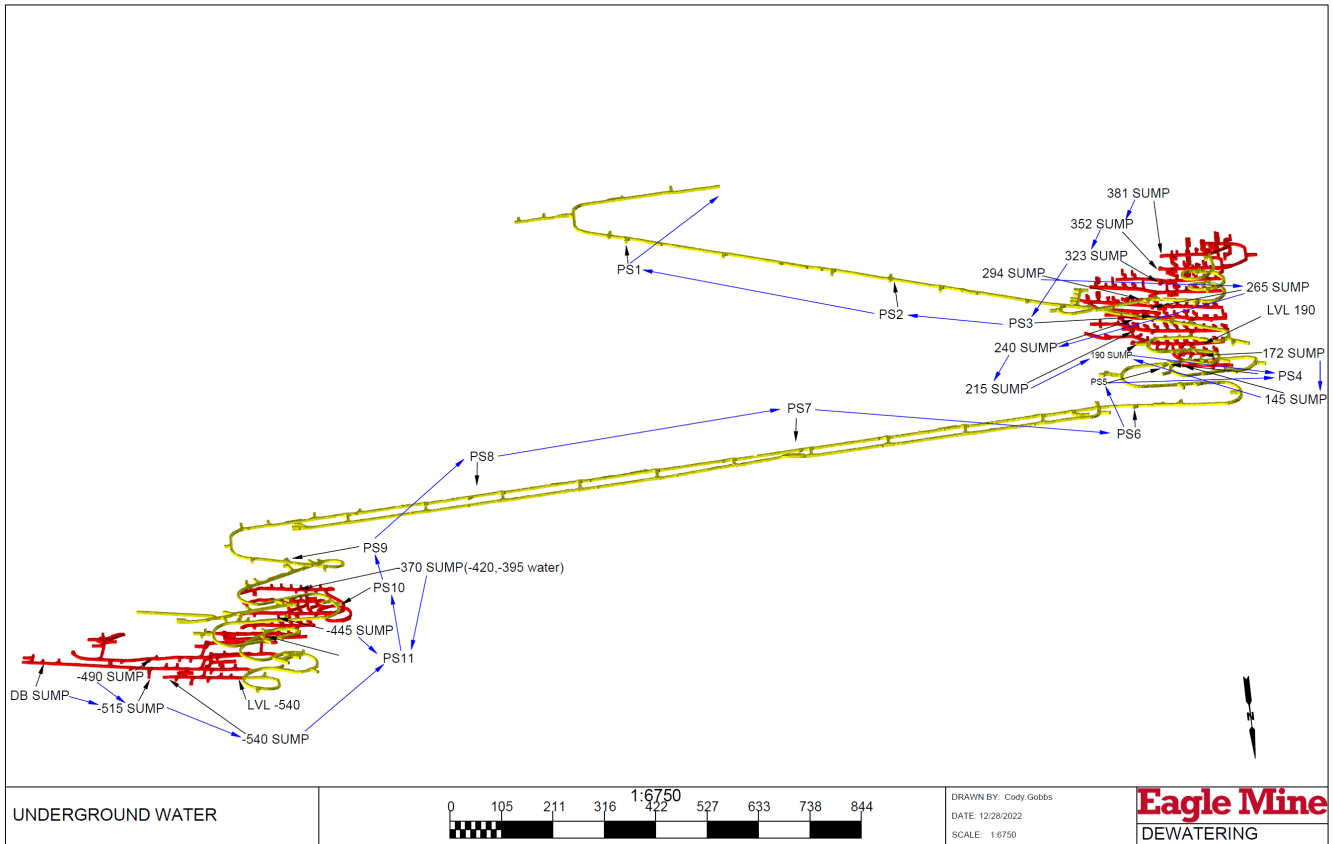 381 SUMP
352 SUMP
323 SUMP
294 SUMP
265 SUMP
PS1
LVL 190
PS2
PS3
240 SUMP
190 SUMP
172 SUMP
PS4
PS5
215 SUMP
145 SUMP
PS7
PS6
PS8
PS9
-370 SUMP(-420,-395 water)
PS10
-445 SUMP
PS11
-490 SUMP
DB SUMP
-515 SUMP
LVL -540
-540 SUMP
N
UNDERGROUND WATER
1:6750
0 105 211 316 422 527 633 738 844
DRAWN BY: Cody.Gobbs
DATE: 12/28/2022
SCALE: 1:6750
Eagle Mine
DEWATERING